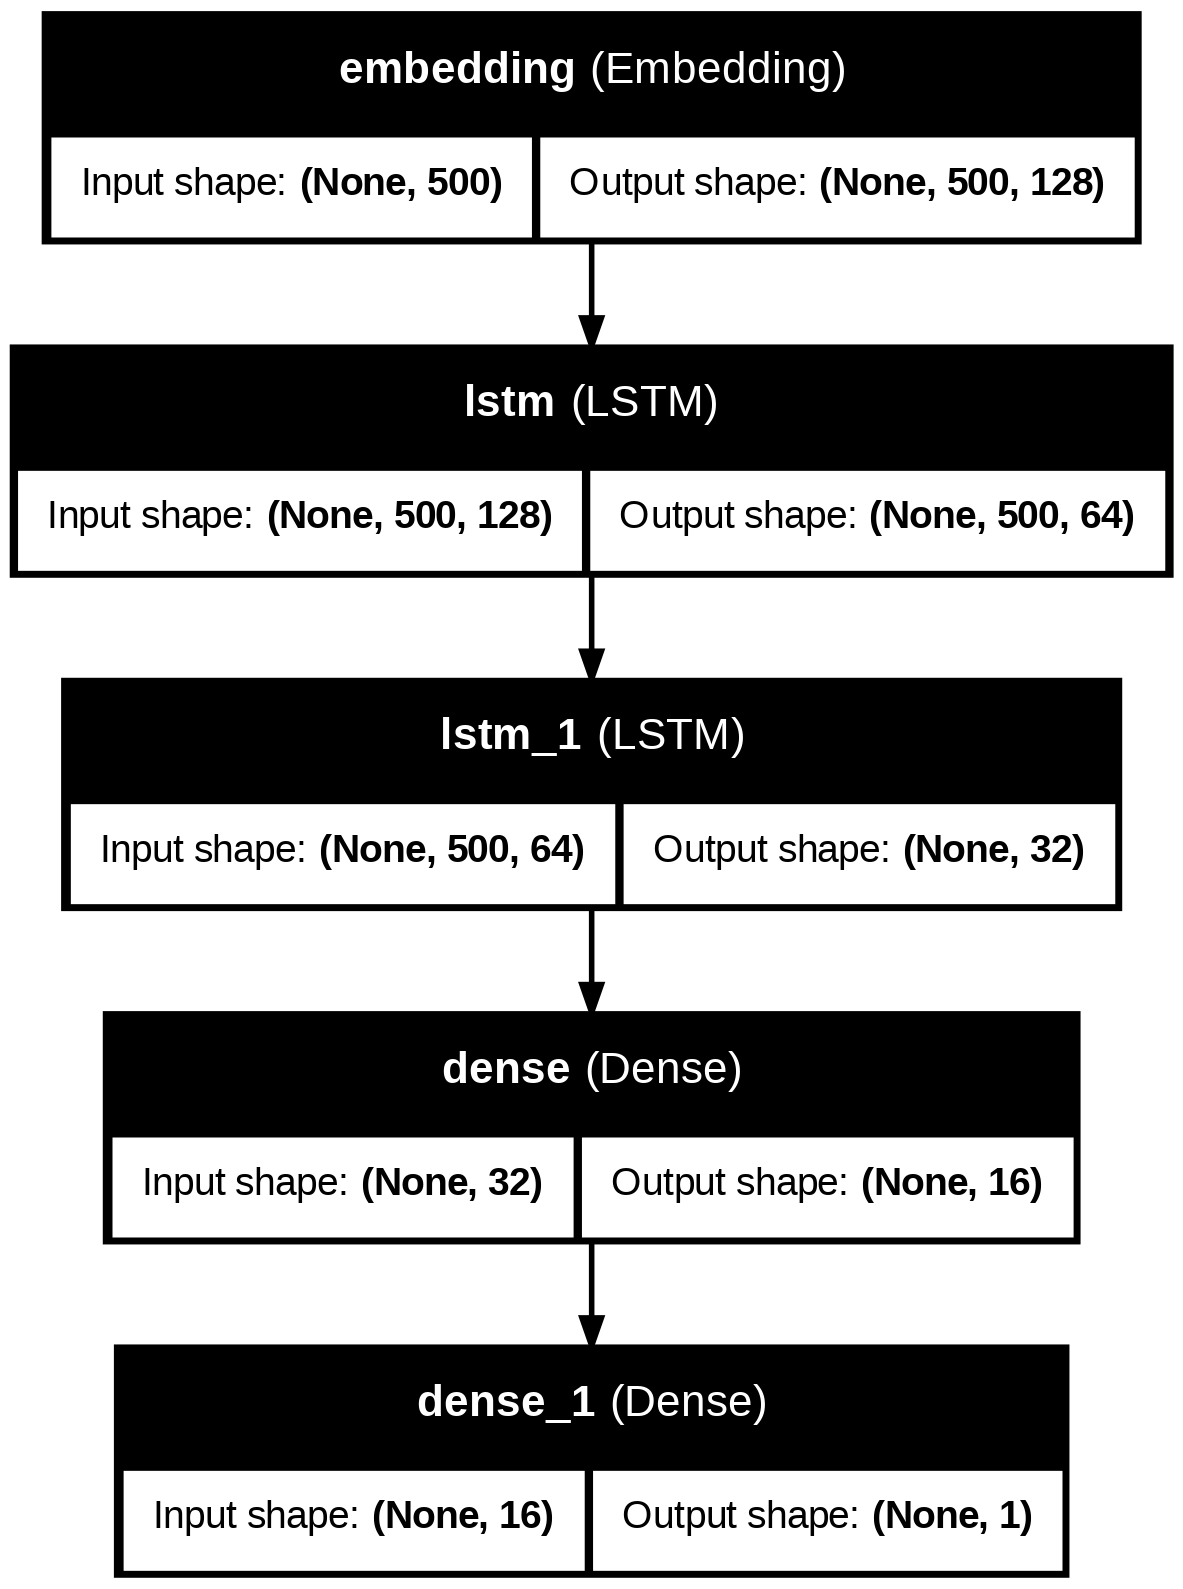 embedding (Embedding)
Input shape: (None, 500) Output shape: (None, 500, 128)
lstm (LSTM)
Input shape: (None, 500, 128) Output shape: (None, 500, 64)
lstm_1 (LSTM)
Input shape: (None, 500, 64) Output shape: (None, 32)
dense (Dense)
Input shape: (None, 32) Output shape: (None, 16)
dense_1 (Dense)
Input shape: (None, 16) Output shape: (None, 1)